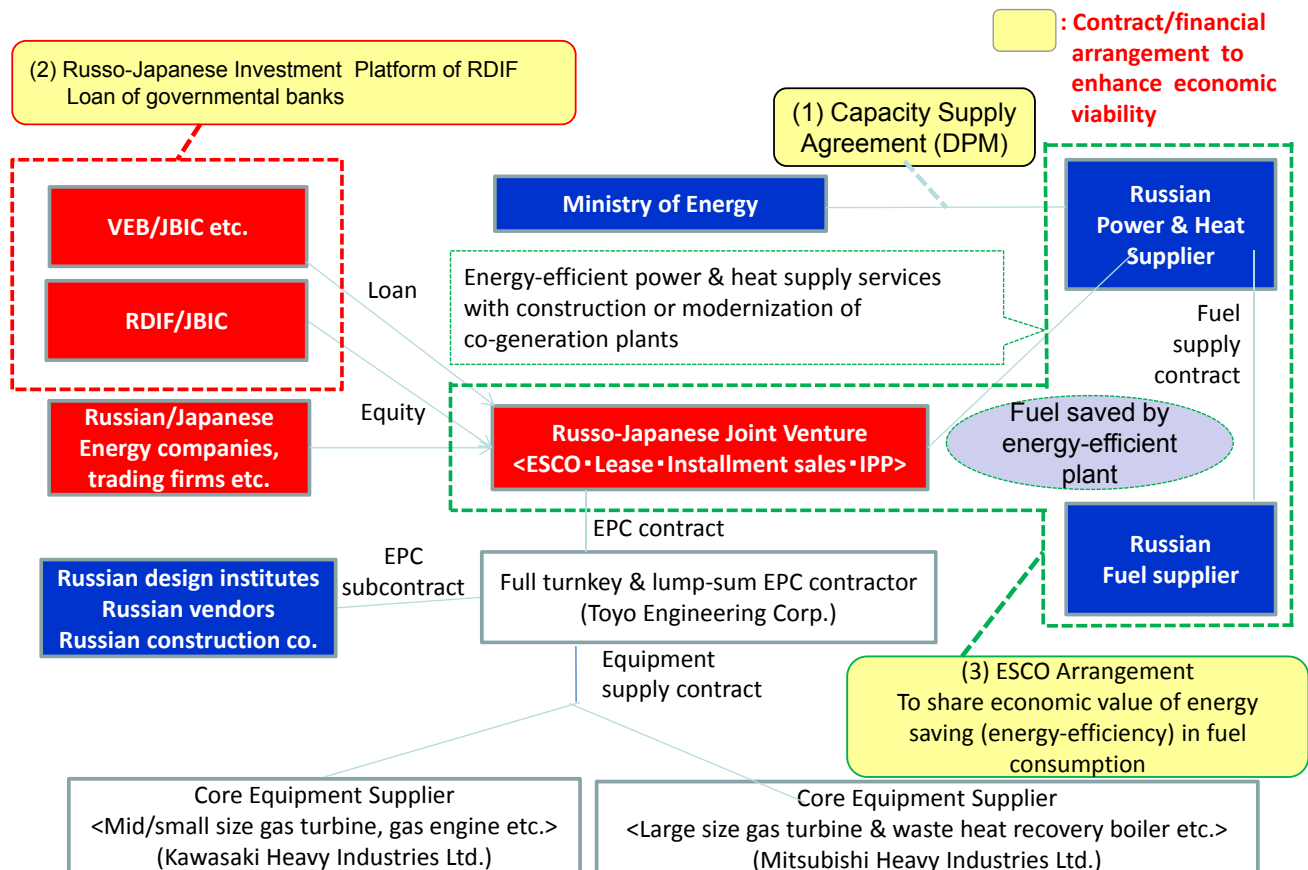 : Contract/financial
arrangement to
enhance economic
viability
(2) Russo-Japanese Investment Platform of RDIF
Loan of governmental banks
(1) Capacity Supply
Agreement (DPM)
VEB/JBIC etc.
RDIF/JBIC
Ministry of Energy
Russian
Power & Heat
Supplier
Energy-efficient power & heat supply services
with construction or modernization of
co-generation plants
Loan
Equity
Fuel
supply
contract
Russian/Japanese
Energy companies,
trading firms etc.
Russo-Japanese Joint Venture
<ESCO・Lease・Installment sales・IPP>
Fuel saved by
energy-efficient
plant
EPC contract
EPC
subcontract
Russian design institutes
Russian vendors
Russian construction co.
Full turnkey & lump-sum EPC contractor
(Toyo Engineering Corp.)
Russian
Fuel supplier
Equipment
supply contract
(3) ESCO Arrangement
To share economic value of energy
saving (energy-efficiency) in fuel
consumption
Core Equipment Supplier
<Mid/small size gas turbine, gas engine etc.>
(Kawasaki Heavy Industries Ltd.)
Core Equipment Supplier
<Large size gas turbine & waste heat recovery boiler etc.>
(Mitsubishi Heavy Industries Ltd.)